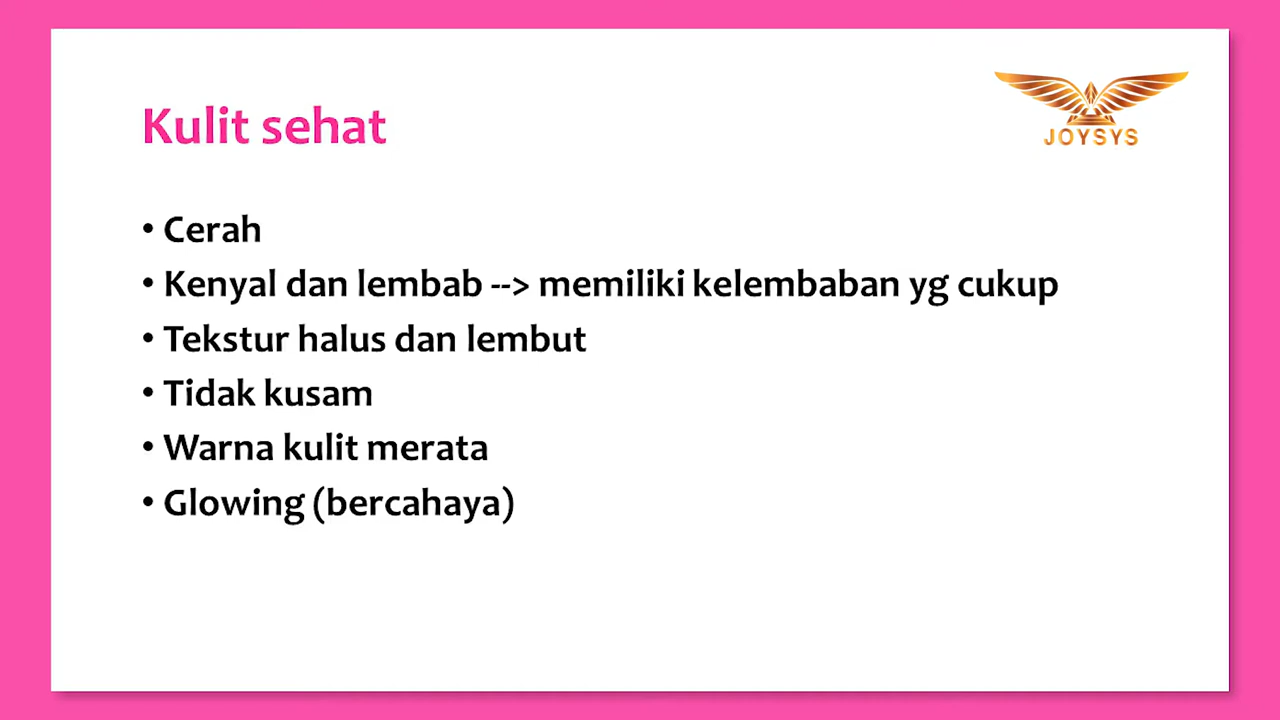 JOYSYS
Kulit sehat
• Cerah
• Kenyal dan lembab --> memiliki kelembaban yg cukup
• Tekstur halus dan lembut
• Tidak kusam
• Warna kulit merata
• Glowing (bercahaya)